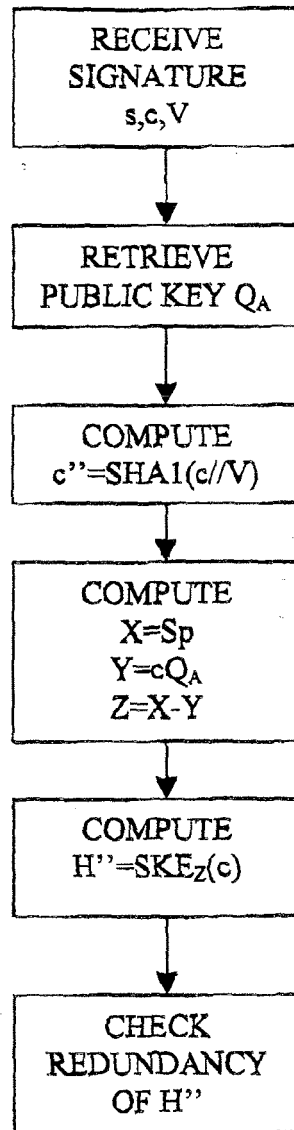 RECEIVE
SIGNATURE
s,c,V
RETRIEVE
PUBLIC KEY QA
COMPUTE
c’’=SHA1(c//V)
COMPUTE
X=Sp
Y=cQA
Z=X-Y
COMPUTE
H’’=SKEZ(c)
CHECK
REDUNDANCY
OF H’’